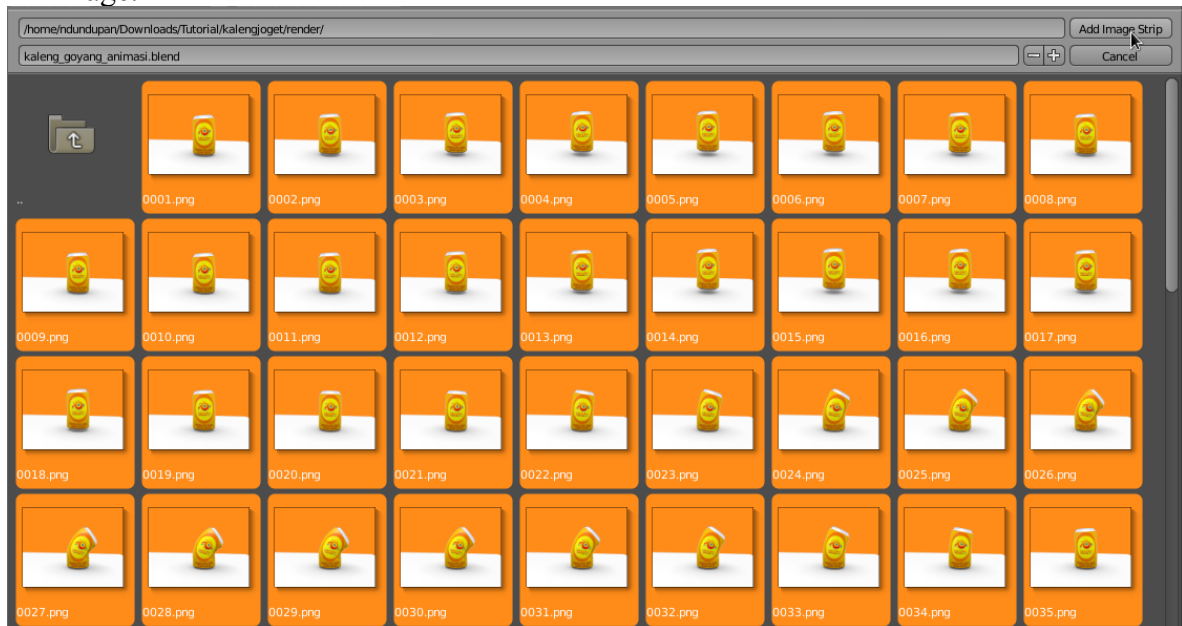 /home/ndundupan/Downloads/Tutorial/kalengjoget/render/ Add Image Strip
kaleng_goyang_animasi.blend Cancel
.. 0001.png 0002.png 0003.png 0004.png 0005.png 0006.png 0007.png 0008.png
0009.png 0010.png 0011.png 0012.png 0013.png 0014.png 0015.png 0016.png 0017.png
0018.png 0019.png 0020.png 0021.png 0022.png 0023.png 0024.png 0025.png 0026.png
0027.png 0028.png 0029.png 0030.png 0031.png 0032.png 0033.png 0034.png 0035.png